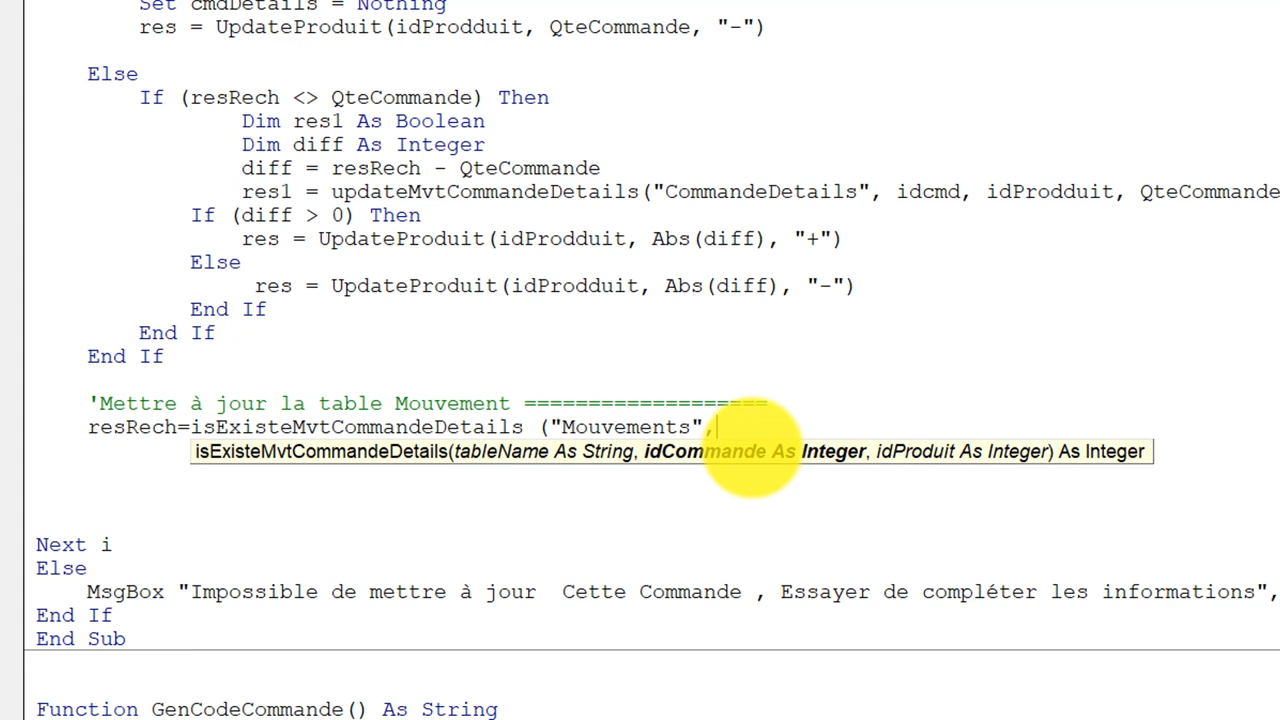 Set cmdDetails = Nothing
res = UpdateProduit(idProdduit, QteCommande, "-")
Else
If (resRech <> QteCommande) Then
Dim res1 As Boolean
Dim diff As Integer
diff = resRech - QteCommande
res1 = updateMvtCommandeDetails("CommandeDetails", idcmd, idProdduit, QteCommande
If (diff > 0) Then
res = UpdateProduit(idProdduit, Abs(diff), "+")
Else
res = UpdateProduit(idProdduit, Abs(diff), "-")
End If
End If
End If
'Mettre à jour la table Mouvement ===================
resRech=isExisteMvtCommandeDetails ("Mouvements",
isExisteMvtCommandeDetails(tableName As String, idCommande As Integer, idProduit As Integer) As Integer
Next i
Else
MsgBox "Impossible de mettre à jour  Cette Commande , Essayer de compléter les informations",
End If
End Sub
Function GenCodeCommande() As String